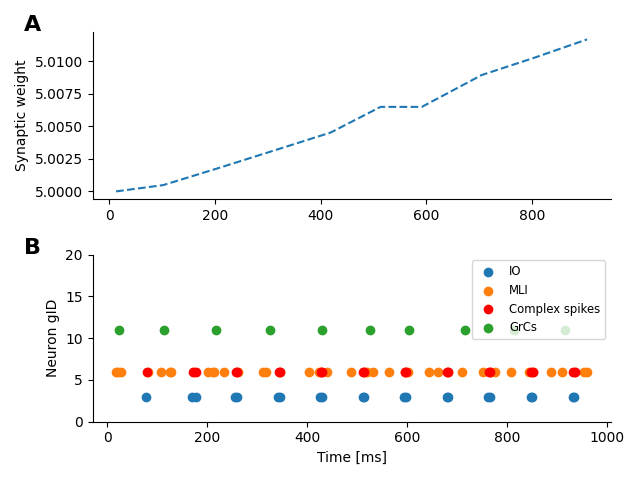 A
Synaptic weight
5.0100
5.0075
5.0050
5.0025
5.0000
0 200 400 600 800
B
Neuron gID
20
15
10
5
0
IO
MLI
Complex spikes
GrCs
0 200 400 600 800 1000
Time [ms]